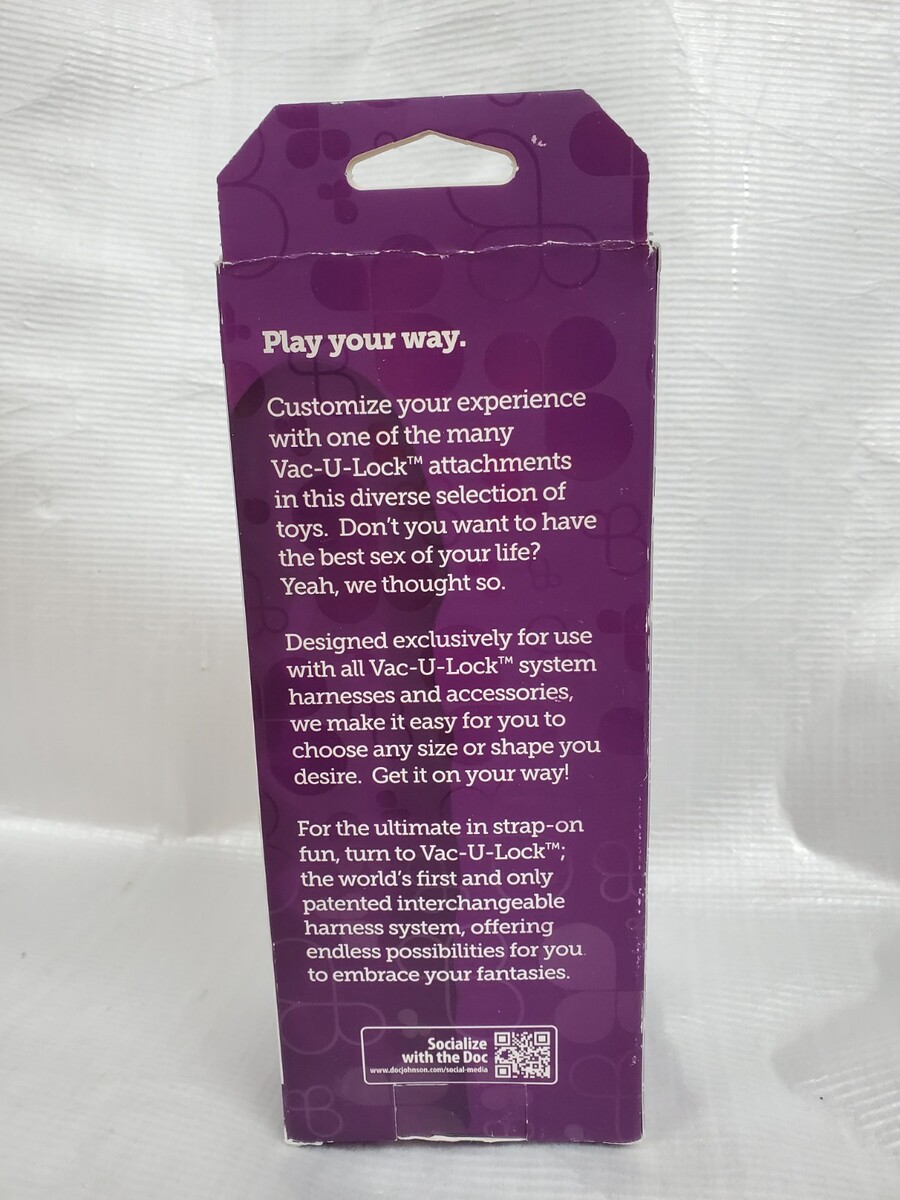 Play your way.
Customize your experience
with one of the many
Vac-U-Lock™ attachments
in this diverse selection of
toys. Don't you want to have
the best sex of your life?
Yeah, we thought so.
Designed exclusively for use
with all Vac-U-Lock™ system
harnesses and accessories,
we make it easy for you to
choose any size or shape you
desire. Get it on your way!
For the ultimate in strap-on
fun, turn to Vac-U-Lock™;
the world's first and only
patented interchangeable
harness system, offering
endless possibilities for you
to embrace your fantasies.
Socialize
with the Doc
www.docjohnson.com/social-media